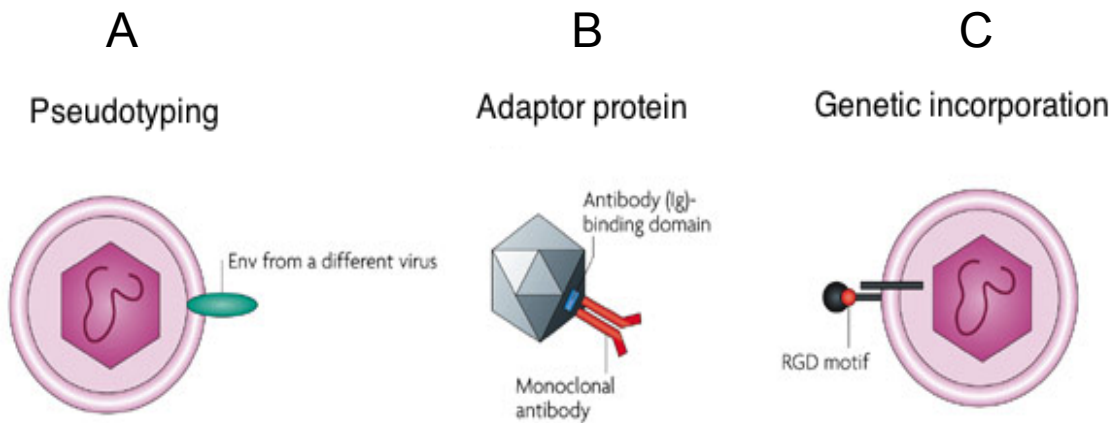 A
Pseudotyping
Env from a different virus
B
Adaptor protein
Antibody (Ig)-
binding domain
Monoclonal
antibody
C
Genetic incorporation
RGD motif